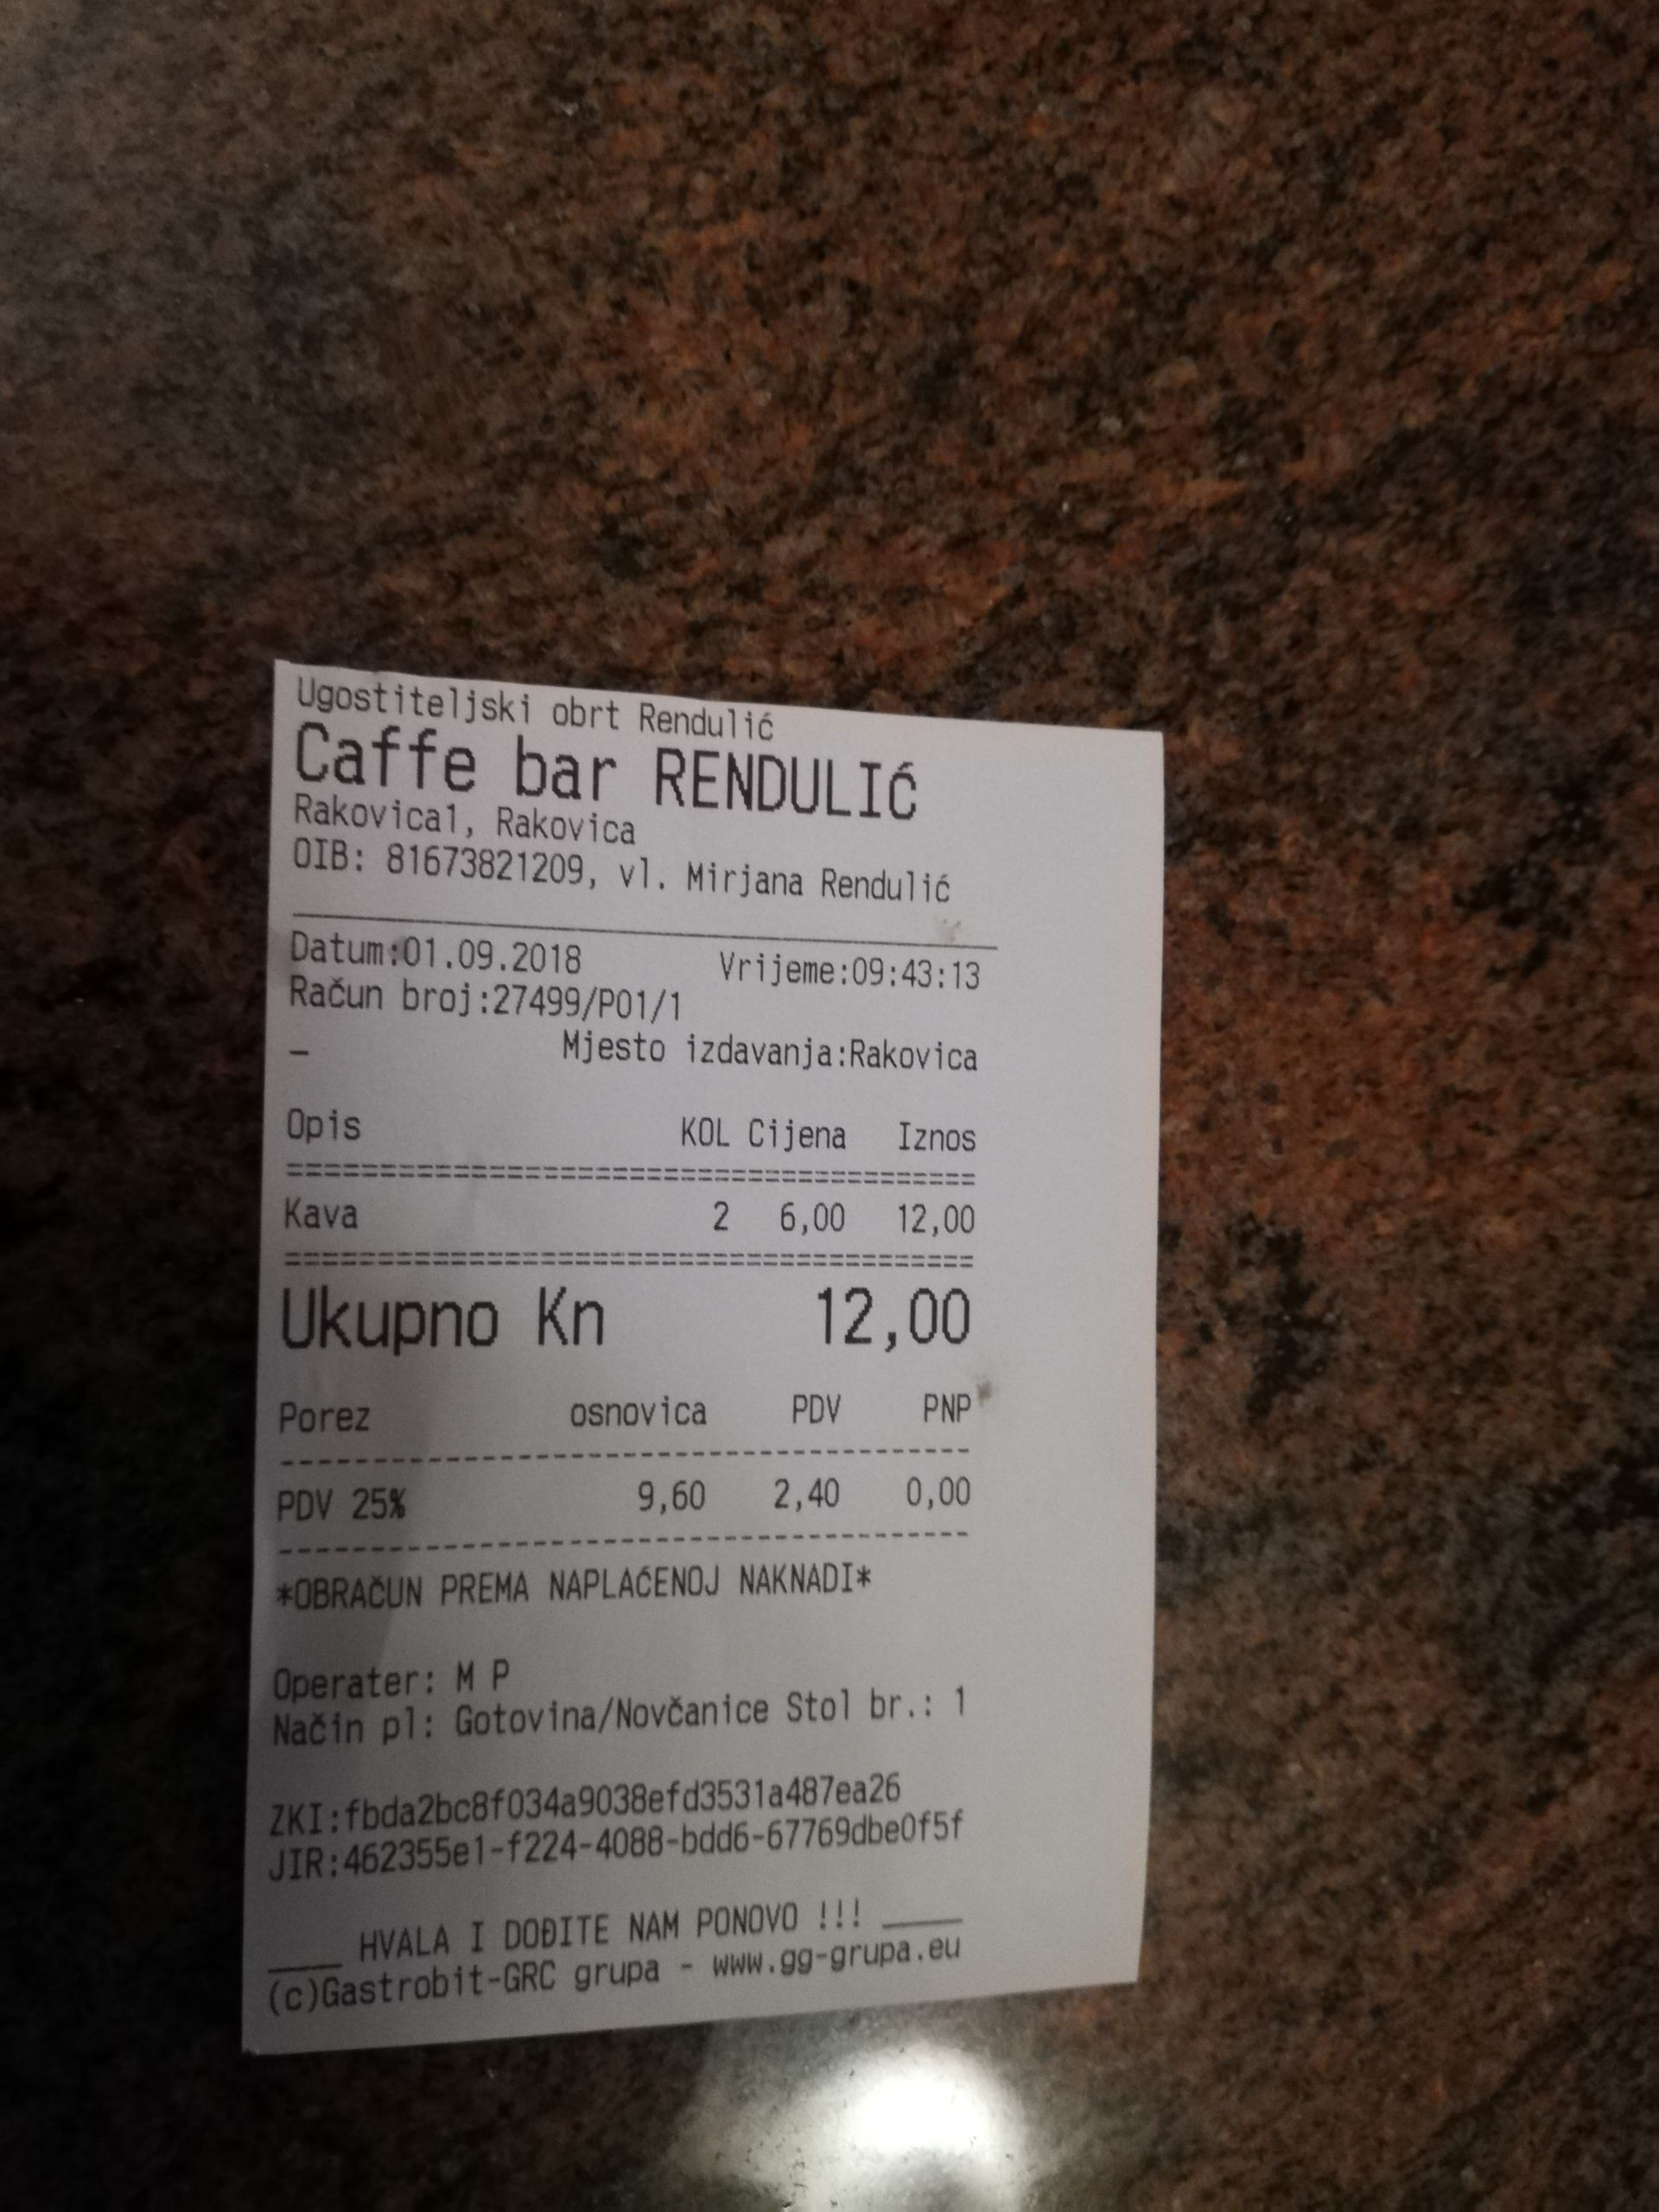 Ugostiteljski obrt Rendulić
Caffe bar RENDULIĆ
Rakovica1, Rakovica
OIB: 81673821209, vl. Mirjana Rendulić
Datum:01.09.2018 Vrijeme:09:43:13
Račun broj:27499/P01/1
– Mjesto izdavanja:Rakovica
Opis KOL Cijena Iznos
Kava 2 6,00 12,00
Ukupno Kn 12,00
Porez osnovica PDV PNP
PDV 25% 9,60 2,40 0,00
*OBRAČUN PREMA NAPLAĆENOJ NAKNADI*
Operater: M P
Način pl: Gotovina/Novčanice Stol br.: 1
ZKI:fbda2bc8f034a9038efd3531a487ea26
JIR:462355e1-f224-4088-bdd6-67769dbe0f5f
____ HVALA I DOĐITE NAM PONOVO !!! ____
(c)Gastrobit-GRC grupa - www.gg-grupa.eu